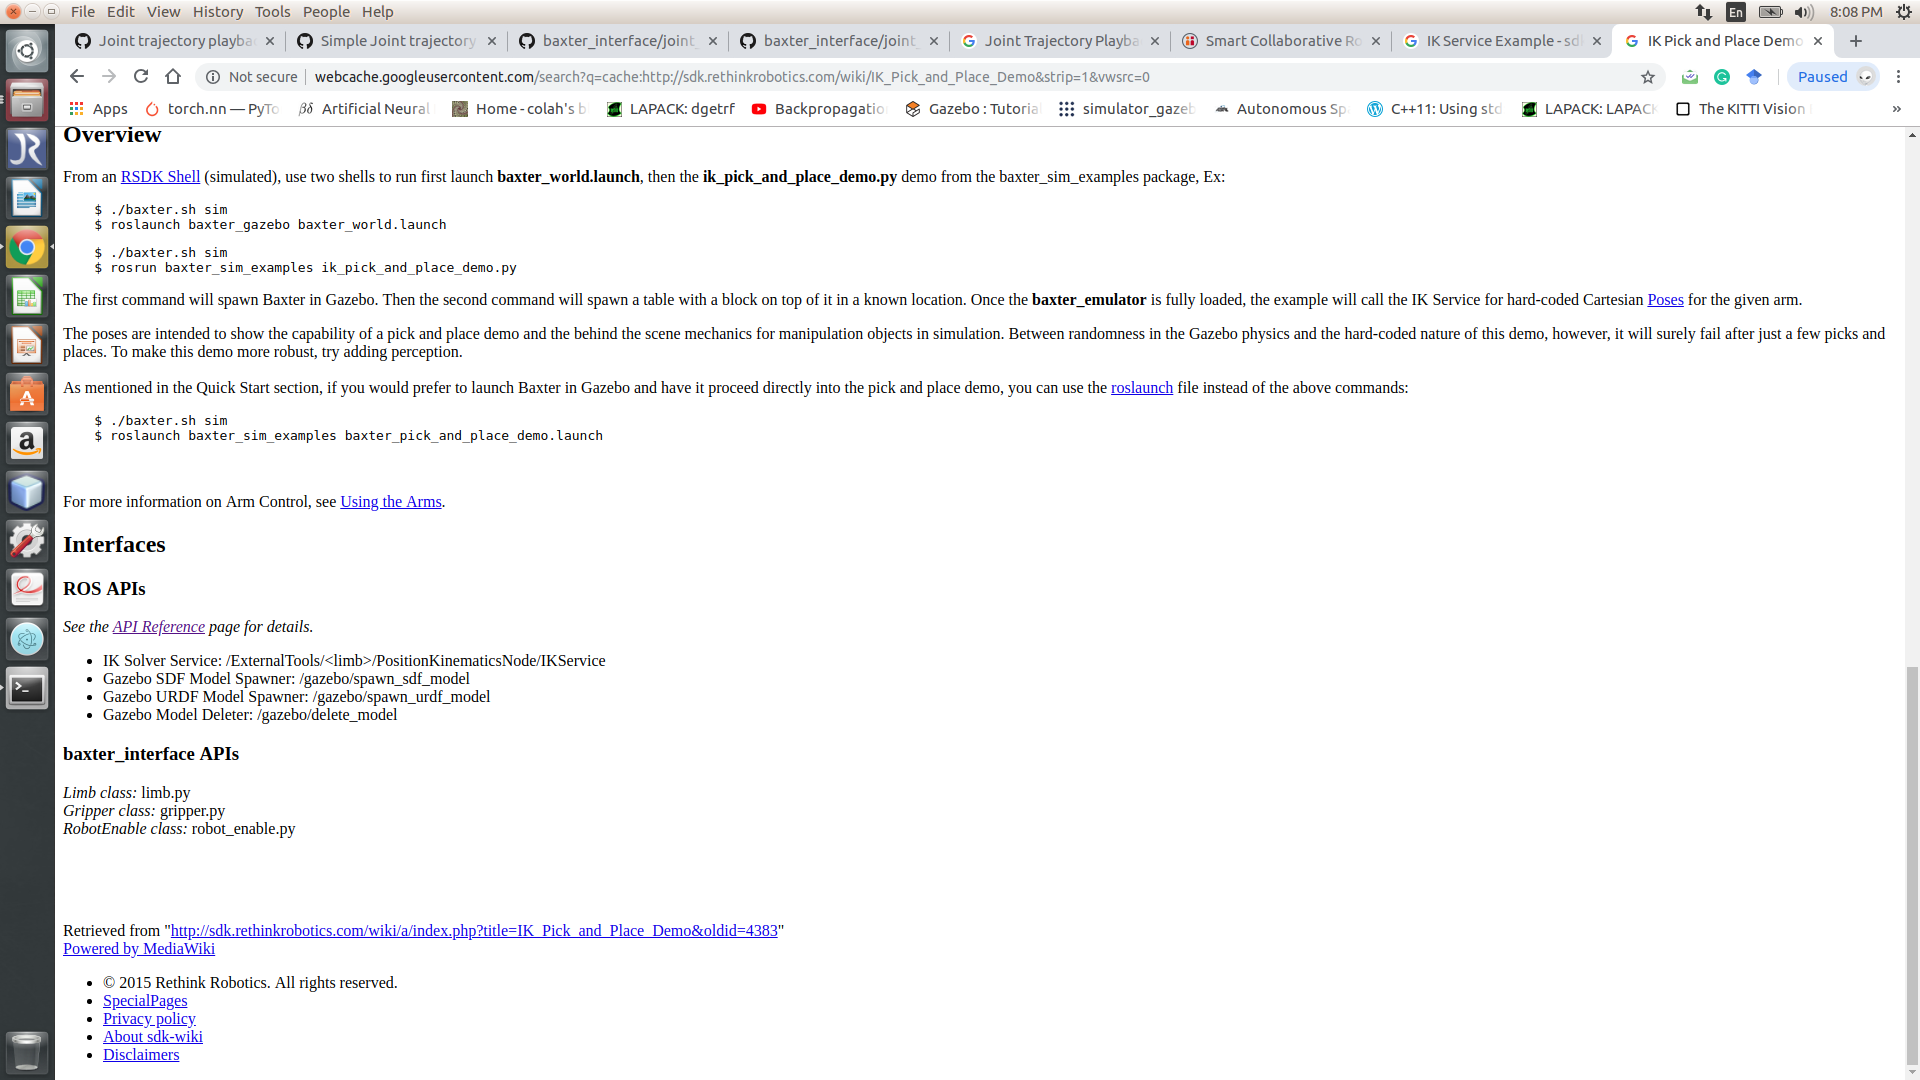 File Edit View History Tools People Help
En 8:08 PM
Joint trajectory playba Simple Joint trajectory baxter_interface/joint_ baxter_interface/joint_ Joint Trajectory Playba Smart Collaborative Ro IK Service Example - sd IK Pick and Place Demo
Not secure webcache.googleusercontent.com/search?q=cache:http://sdk.rethinkrobotics.com/wiki/IK_Pick_and_Place_Demo&strip=1&vwsrc=0 Paused
Apps torch.nn — PyTo Artificial Neural Home - colah's b LAPACK: dgetrf Backpropagatio Gazebo : Tutoria simulator_gazeb Autonomous Sp C++11: Using std LAPACK: LAPACK The KITTI Vision »
Overview
From an RSDK Shell (simulated), use two shells to run first launch baxter_world.launch, then the ik_pick_and_place_demo.py demo from the baxter_sim_examples package, Ex:
$ ./baxter.sh sim
$ roslaunch baxter_gazebo baxter_world.launch
$ ./baxter.sh sim
$ rosrun baxter_sim_examples ik_pick_and_place_demo.py
The first command will spawn Baxter in Gazebo. Then the second command will spawn a table with a block on top of it in a known location. Once the baxter_emulator is fully loaded, the example will call the IK Service for hard-coded Cartesian Poses for the given arm.
The poses are intended to show the capability of a pick and place demo and the behind the scene mechanics for manipulation objects in simulation. Between randomness in the Gazebo physics and the hard-coded nature of this demo, however, it will surely fail after just a few picks and
places. To make this demo more robust, try adding perception.
As mentioned in the Quick Start section, if you would prefer to launch Baxter in Gazebo and have it proceed directly into the pick and place demo, you can use the roslaunch file instead of the above commands:
$ ./baxter.sh sim
$ roslaunch baxter_sim_examples baxter_pick_and_place_demo.launch
For more information on Arm Control, see Using the Arms.
Interfaces
ROS APIs
See the API Reference page for details.
• IK Solver Service: /ExternalTools/<limb>/PositionKinematicsNode/IKService
• Gazebo SDF Model Spawner: /gazebo/spawn_sdf_model
• Gazebo URDF Model Spawner: /gazebo/spawn_urdf_model
• Gazebo Model Deleter: /gazebo/delete_model
baxter_interface APIs
Limb class: limb.py
Gripper class: gripper.py
RobotEnable class: robot_enable.py
Retrieved from "http://sdk.rethinkrobotics.com/wiki/a/index.php?title=IK_Pick_and_Place_Demo&oldid=4383"
Powered by MediaWiki
• © 2015 Rethink Robotics. All rights reserved.
• SpecialPages
• Privacy policy
• About sdk-wiki
• Disclaimers